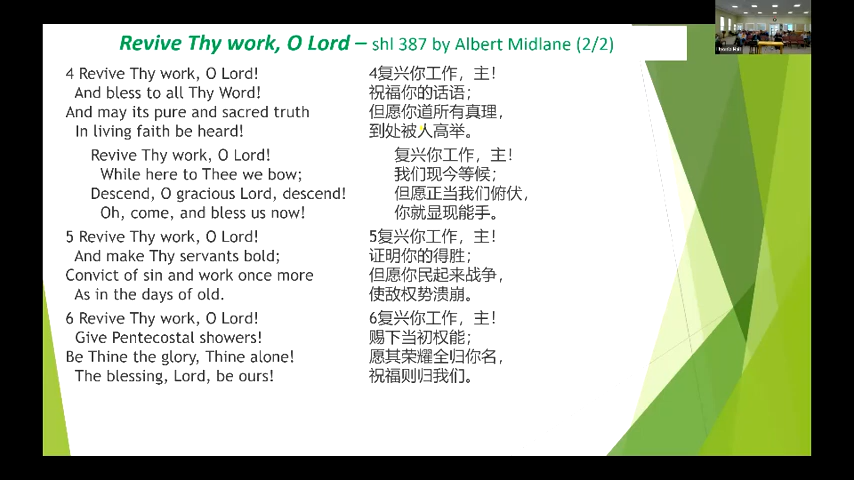 Revive Thy work, O Lord – shl 387 by Albert Midlane (2/2)
4 Revive Thy work, O Lord!
And bless to all Thy Word!
And may its pure and sacred truth
In living faith be heard!
Revive Thy work, O Lord!
While here to Thee we bow;
Descend, O gracious Lord, descend!
Oh, come, and bless us now!
5 Revive Thy work, O Lord!
And make Thy servants bold;
Convict of sin and work once more
As in the days of old.
6 Revive Thy work, O Lord!
Give Pentecostal showers!
Be Thine the glory, Thine alone!
The blessing, Lord, be ours!
4复兴你工作，主！
祝福你的话语；
但愿你道所有真理，
到处被人高举。
复兴你工作，主！
我们现今等候；
但愿正当我们俯伏，
你就显现能手。
5复兴你工作，主！
证明你的得胜；
但愿你民起来战争，
使敌权势溃崩。
6复兴你工作，主！
赐下当初权能；
愿其荣耀全归你名，
祝福则归我们。